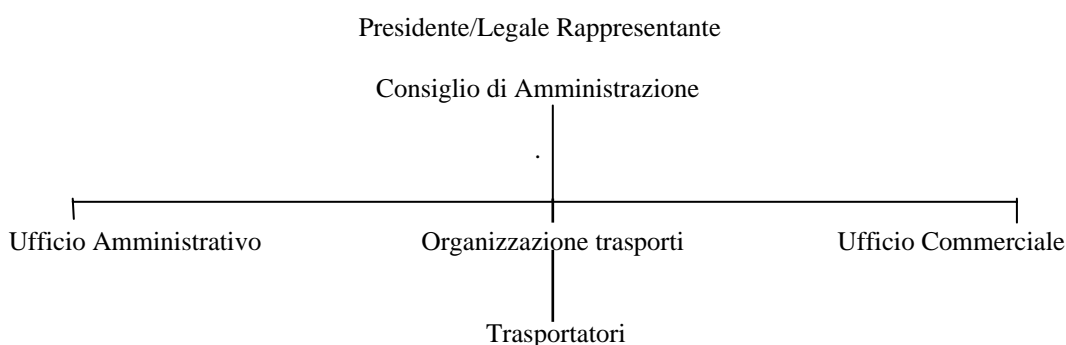 Presidente/Legale Rappresentante
Consiglio di Amministrazione
.
Ufficio Amministrativo Organizzazione trasporti Ufficio Commerciale
Trasportatori